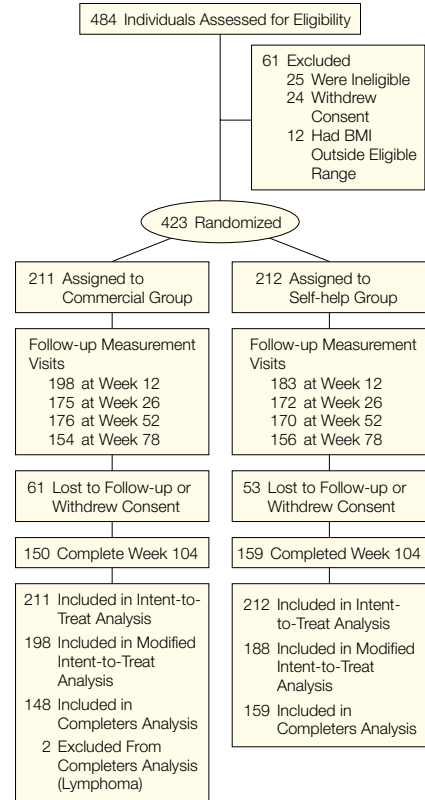 484 Individuals Assessed for Eligibility
61 Excluded
25 Were Ineligible
24 Withdrew
Consent
12 Had BMI
Outside Eligible
Range
423 Randomized
211 Assigned to
Commercial Group
Follow-up Measurement
Visits
198 at Week 12
175 at Week 26
176 at Week 52
154 at Week 78
61 Lost to Follow-up or
Withdrew Consent
150 Complete Week 104
211 Included in Intent-to-
Treat Analysis
198 Included in Modified
Intent-to-Treat
Analysis
148 Included in
Completers Analysis
2 Excluded From
Completers Analysis
(Lymphoma)
212 Assigned to
Self-help Group
Follow-up Measurement
Visits
183 at Week 12
172 at Week 26
170 at Week 52
156 at Week 78
53 Lost to Follow-up or
Withdrew Consent
159 Completed Week 104
212 Included in Intent-
to-Treat Analysis
188 Included in Modified
Intent-to-Treat
Analysis
159 Included in
Completers Analysis